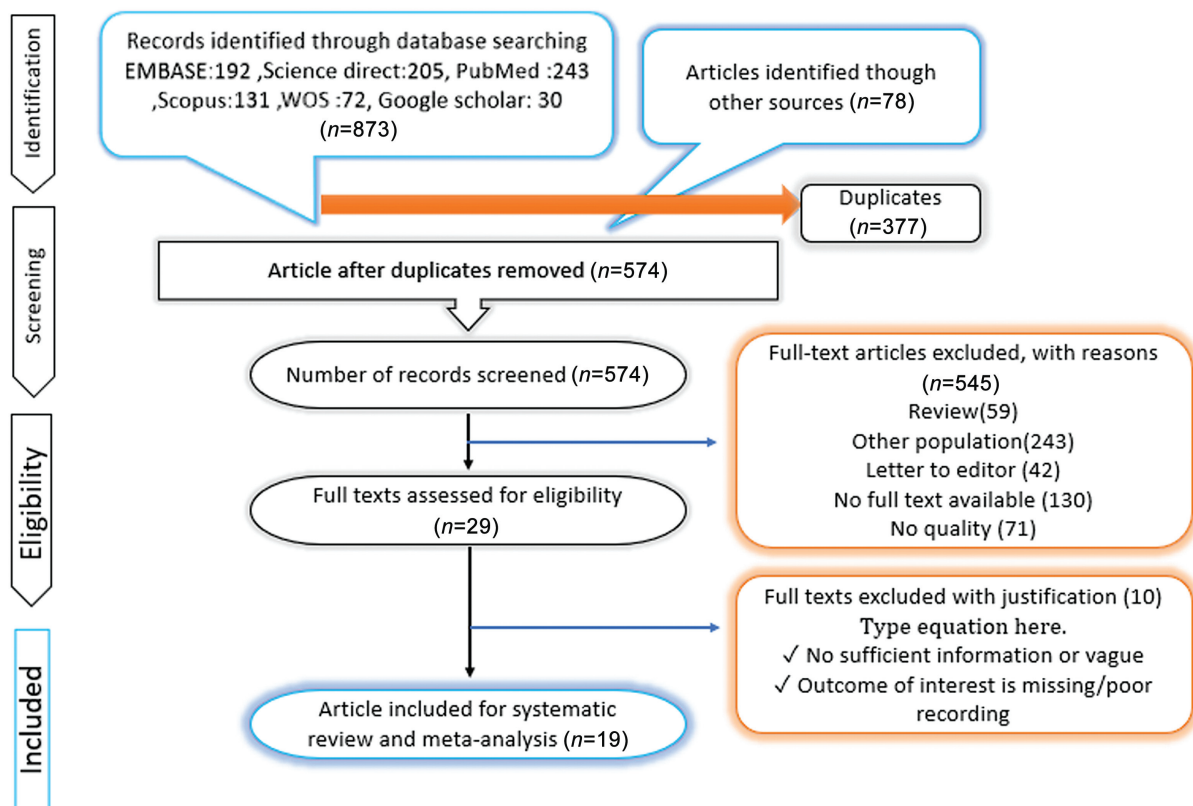 Identification
Records identified through database searching
EMBASE:192 ,Science direct:205, PubMed :243
,Scopus:131 ,WOS :72, Google scholar: 30
(n=873)
Articles identified though
other sources (n=78)
Duplicates
(n=377)
Screening
Article after duplicates removed (n=574)
Number of records screened (n=574)
Full-text articles excluded, with reasons
(n=545)
Review(59)
Other population(243)
Letter to editor (42)
No full text available (130)
No quality (71)
Eligibility
Full texts assessed for eligibility
(n=29)
Full texts excluded with justification (10)
Type equation here.
✓ No sufficient information or vague
✓ Outcome of interest is missing/poor
recording
Included
Article included for systematic
review and meta-analysis (n=19)